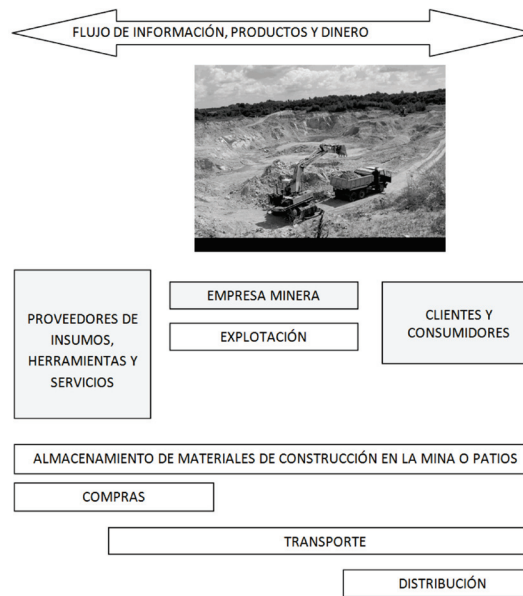 FLUJO DE INFORMACIÓN, PRODUCTOS Y DINERO
PROVEEDORES DE
INSUMOS,
HERRAMIENTAS Y
SERVICIOS
EMPRESA MINERA
EXPLOTACIÓN
CLIENTES Y
CONSUMIDORES
ALMACENAMIENTO DE MATERIALES DE CONSTRUCCIÓN EN LA MINA O PATIOS
COMPRAS
TRANSPORTE
DISTRIBUCIÓN